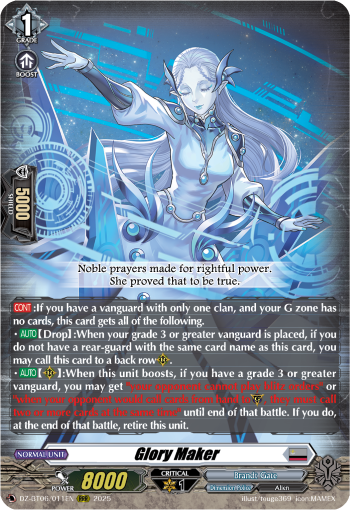 1
GRADE
BOOST
5000
SHIELD
Noble prayers made for rightful power.
She proved that to be true.
CONT :If you have a vanguard with only one clan, and your G zone has
no cards, this card gets all of the following.
・AUTO【Drop】:When your grade 3 or greater vanguard is placed, if you
do not have a rear-guard with the same card name as this card, you
may call this card to a back row.
・AUTO【】:When this unit boosts, if you have a grade 3 or greater
vanguard, you may get "your opponent cannot play blitz orders" or
"when your opponent would call cards from hand to , they must call
two or more cards at the same time" until end of that battle. If you do,
at the end of that battle, retire this unit.
NORMAL UNIT
Glory Maker
POWER 8000
CRITICAL
1
Brandt Gate
Alien
2025
illust. touge369